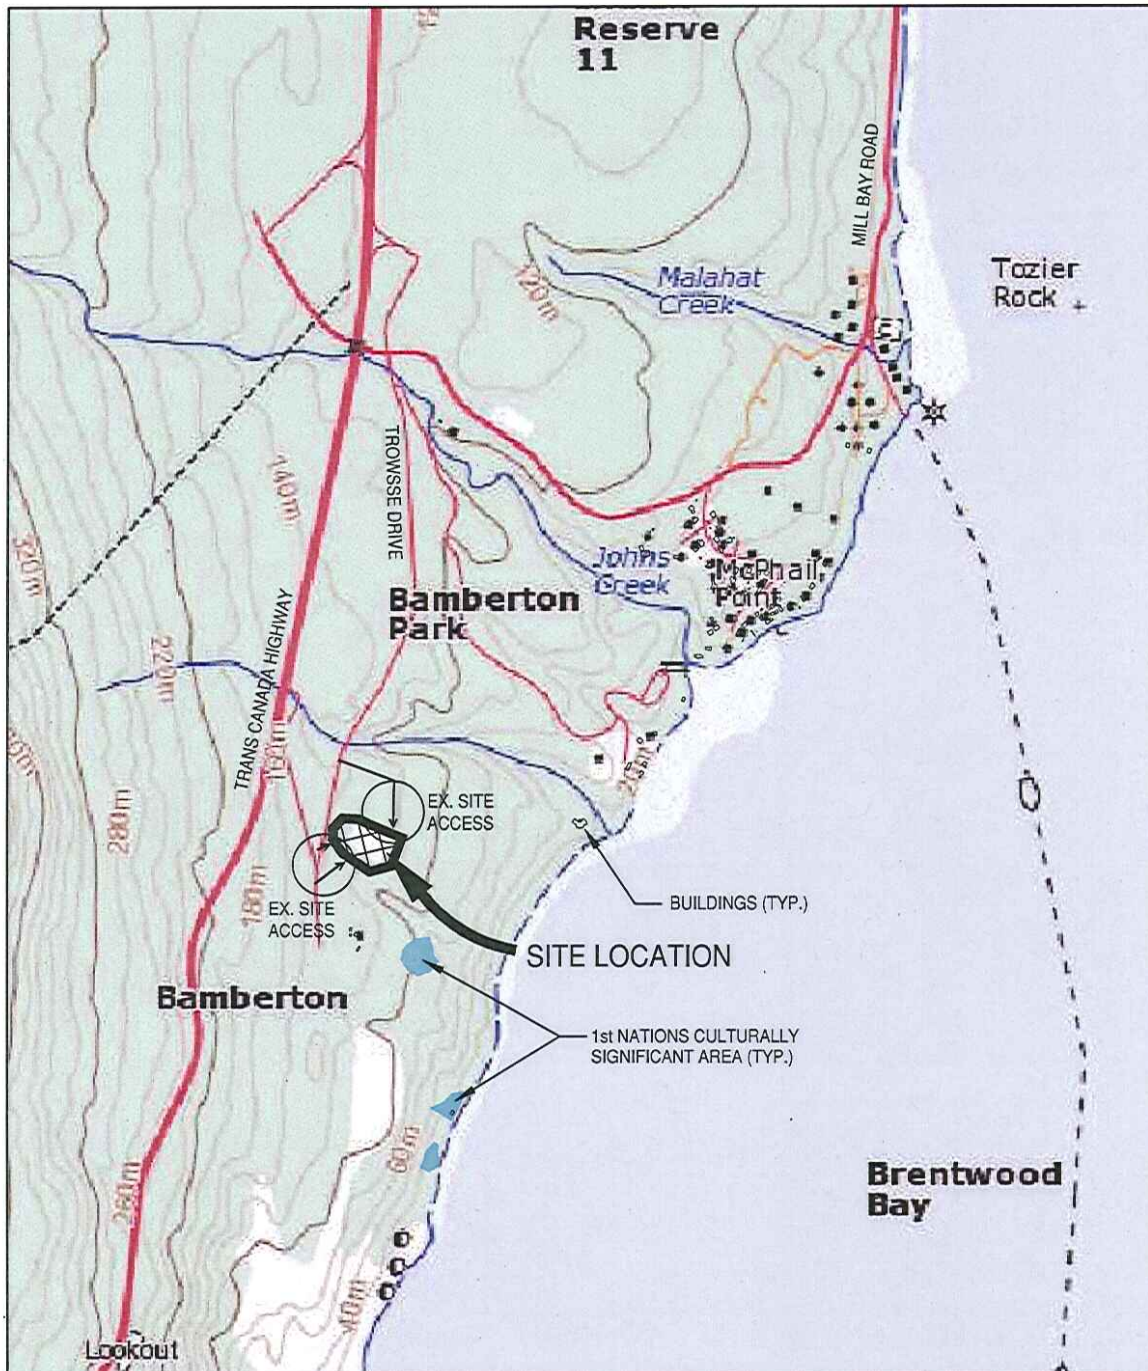 Reserve
11
MILL BAY ROAD
Tozier
Rock
Malahat
Creek
120m
140m
TROWSSE DRIVE
320m
Johns
Creek
McPhail
Point
Bamberton
Park
TRANS CANADA HIGHWAY
220m
20m
280m
EX. SITE
ACCESS
180m
EX. SITE
ACCESS
BUILDINGS (TYP.)
SITE LOCATION
Bamberton
1st NATIONS CULTURALLY
SIGNIFICANT AREA (TYP.)
60m
Brentwood
Bay
260m
40m
Lookout